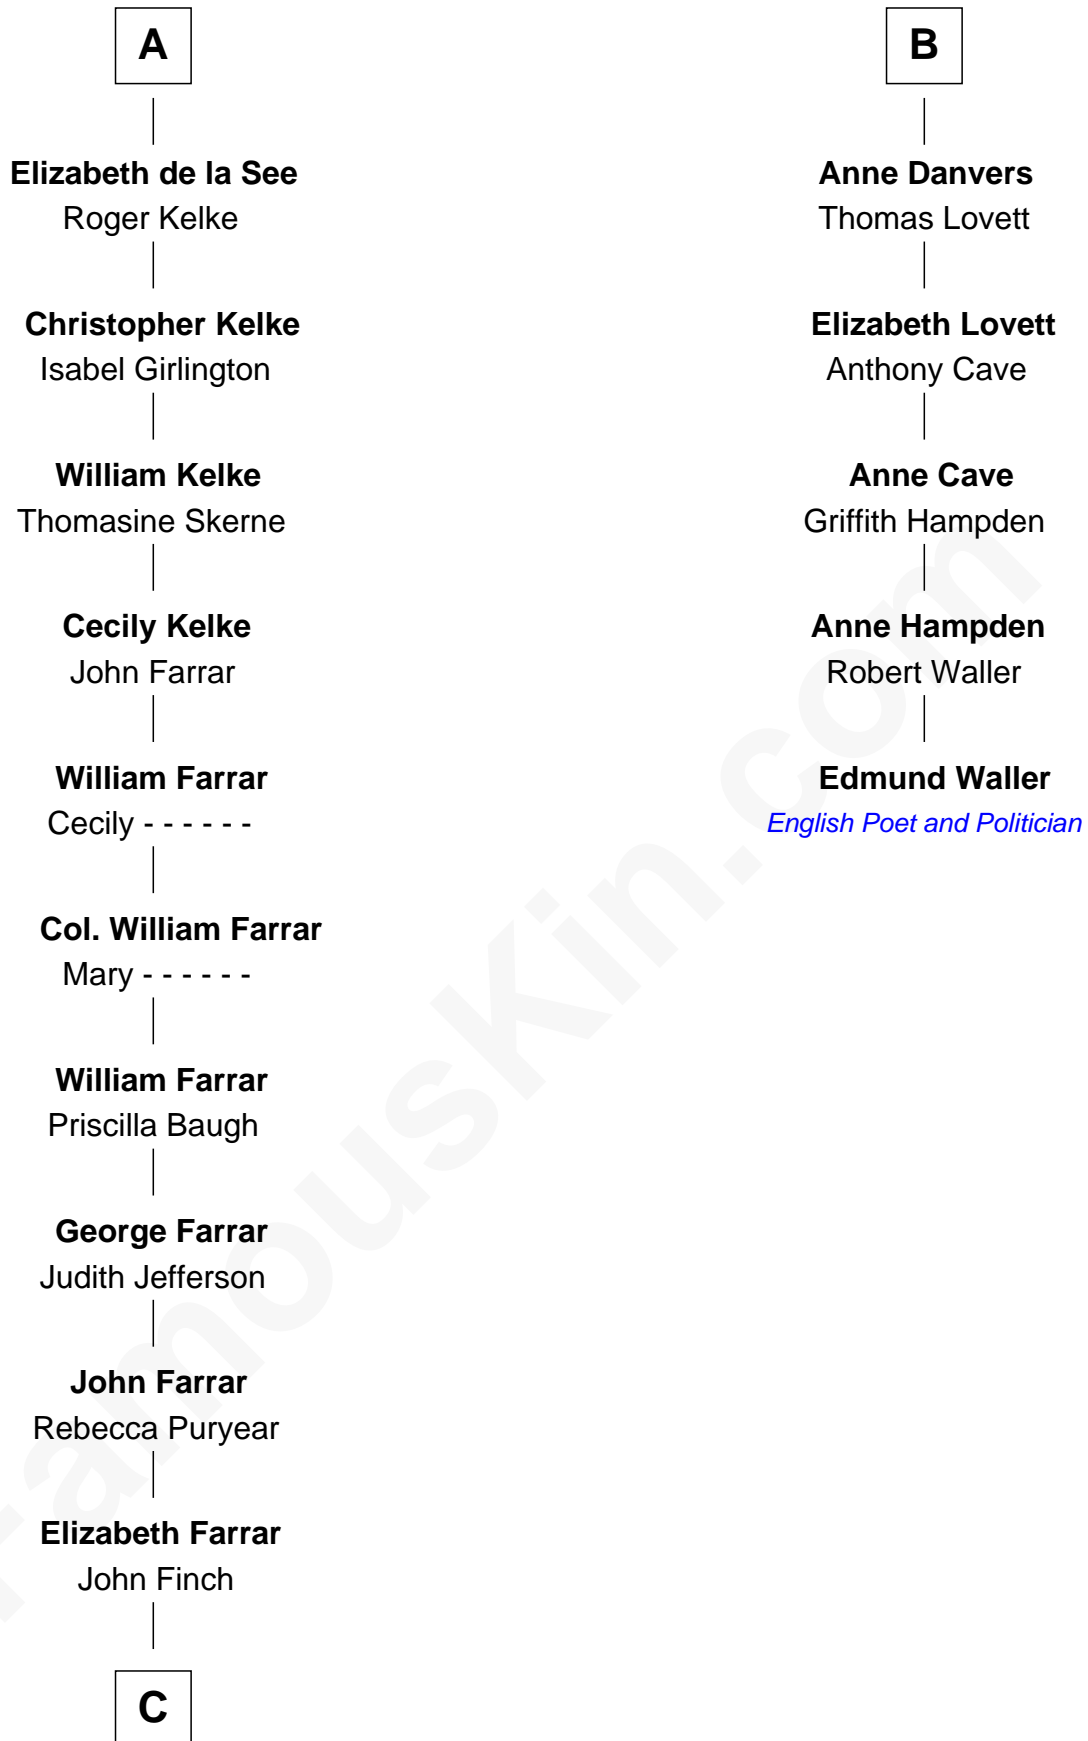 A
Elizabeth de la See
Roger Kelke
Christopher Kelke
Isabel Girlington
William Kelke
Thomasine Skerne
Cecily Kelke
John Farrar
William Farrar
Cecily - - - - - -
Col. William Farrar
Mary - - - - - -
William Farrar
Priscilla Baugh
George Farrar
Judith Jefferson
John Farrar
Rebecca Puryear
Elizabeth Farrar
John Finch
C
B
Anne Danvers
Thomas Lovett
Elizabeth Lovett
Anthony Cave
Anne Cave
Griffith Hampden
Anne Hampden
Robert Waller
Edmund Waller
English Poet and Politician
FamousKin.com